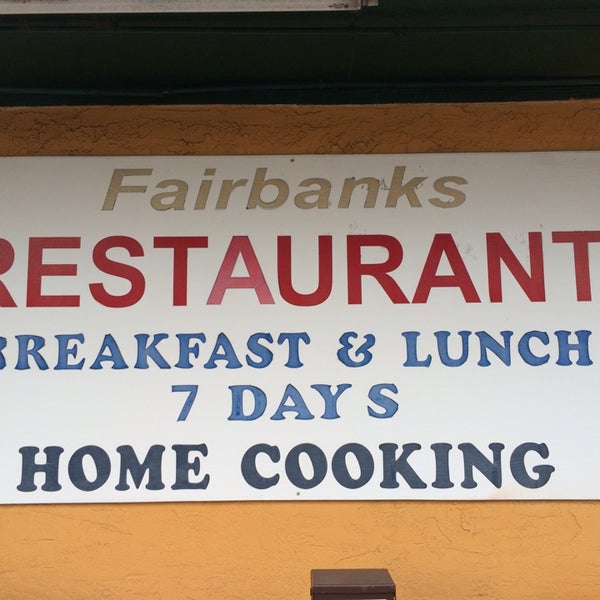 Fairbanks
RESTAURANT
BREAKFAST & LUNCH
7 DAYS
HOME COOKING